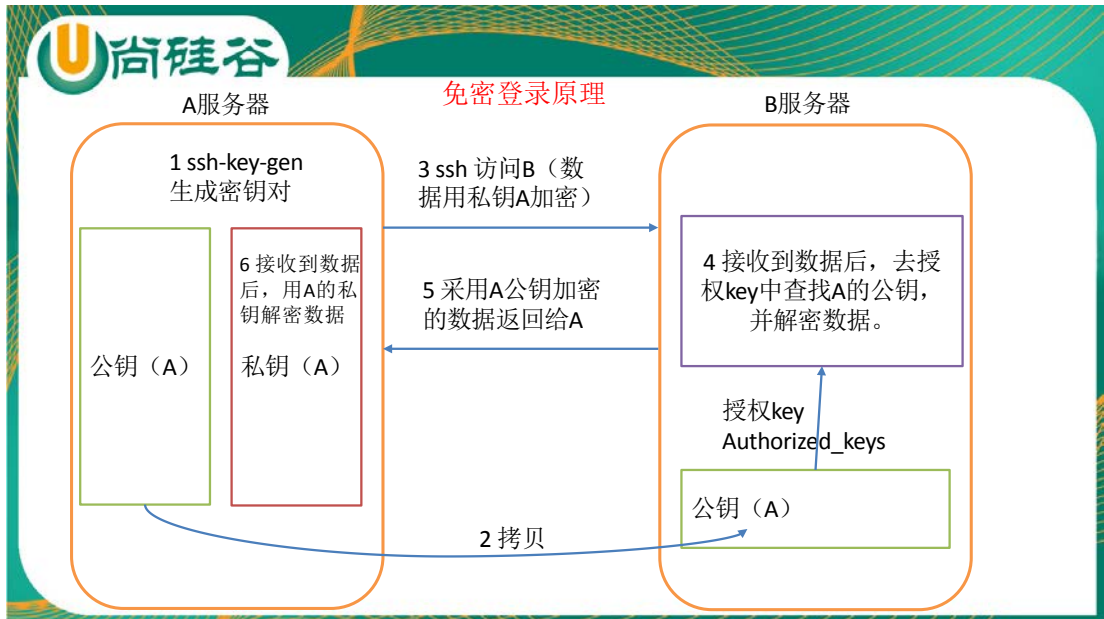 尚硅谷
免密登录原理
A服务器
B服务器
1 ssh-key-gen
生成密钥对
3 ssh 访问B（数
据用私钥A加密）
6 接收到数据
后，用A的私
钥解密数据
5 采用A公钥加密
的数据返回给A
4 接收到数据后，去授
权key中查找A的公钥，
并解密数据。
公钥（A）
私钥（A）
授权key
Authorized_keys
公钥（A）
2 拷贝